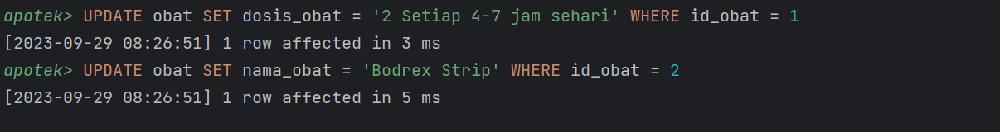 apotek> UPDATE obat SET dosis_obat = '2 Setiap 4-7 jam sehari' WHERE id_obat = 1
[2023-09-29 08:26:51] 1 row affected in 3 ms
apotek> UPDATE obat SET nama_obat = 'Bodrex Strip' WHERE id_obat = 2
[2023-09-29 08:26:51] 1 row affected in 5 ms